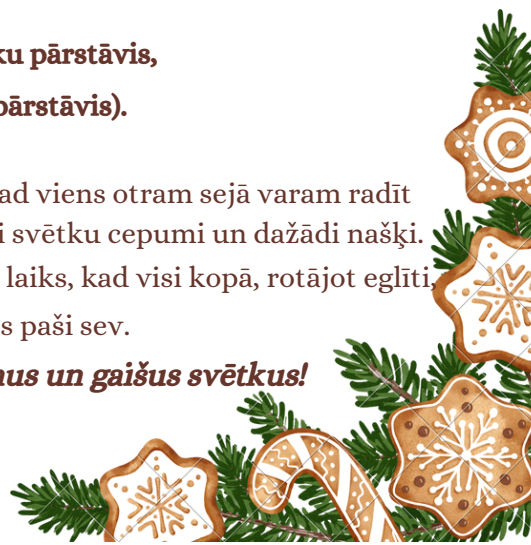 ku pārstāvis,
pārstāvis).
ad viens otram sejā varam radīt
i svētku cepumi un dažādi našķi.
laiks, kad visi kopā, rotājot eglīti,
s paši sev.
nus un gaišus svētkus!